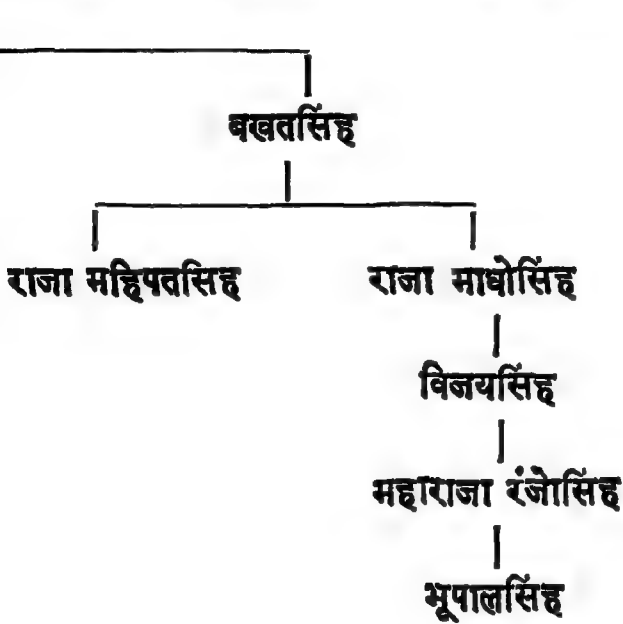 बखतसिंह
राजा महिपतसिंह राजा माधोसिंह
विजयसिंह
महाराजा रंजोसिंह
भूपालसिंह